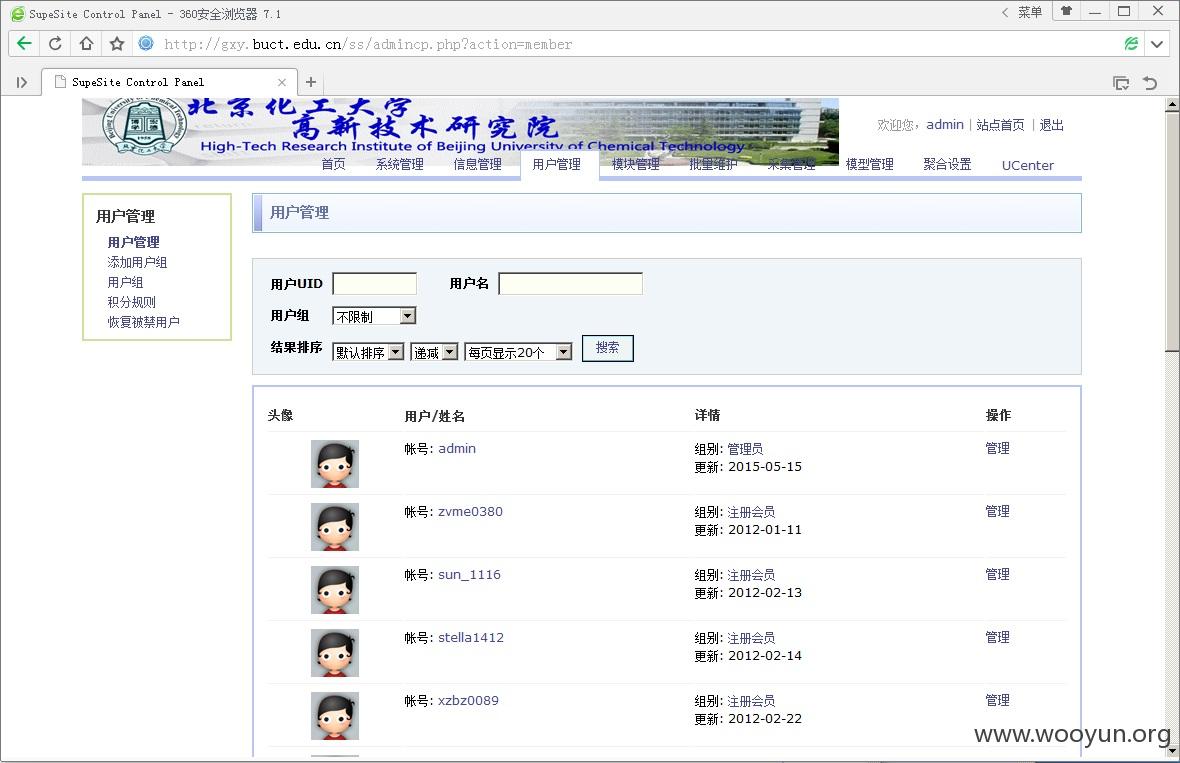 SupeSite Control Panel - 360安全浏览器 7.1
菜单
http://gxy.buct.edu.cn/ss/admincp.php?action=member
SupeSite Control Panel
北京化工大学
高新技术研究院
High-Tech Research Institute of Beijing University of Chemical Technology
欢迎您, admin | 站点首页 | 退出
首页 系统管理 信息管理 用户管理 模块管理 批量维护 采集管理 模型管理 聚合设置 UCenter
用户管理
用户管理
添加用户组
用户组
积分规则
恢复被禁用户
用户管理
用户UID 用户名
用户组 不限制
结果排序 默认排序 递减 每页显示20个 搜索
头像 用户/姓名 详情 操作
帐号: admin 组别: 管理员 管理
更新: 2015-05-15
帐号: zvme0380 组别: 注册会员 管理
更新: 2012-01-11
帐号: sun_1116 组别: 注册会员 管理
更新: 2012-02-13
帐号: stella1412 组别: 注册会员 管理
更新: 2012-02-14
帐号: xzbz0089 组别: 注册会员 管理
更新: 2012-02-22
www.wooyun.org